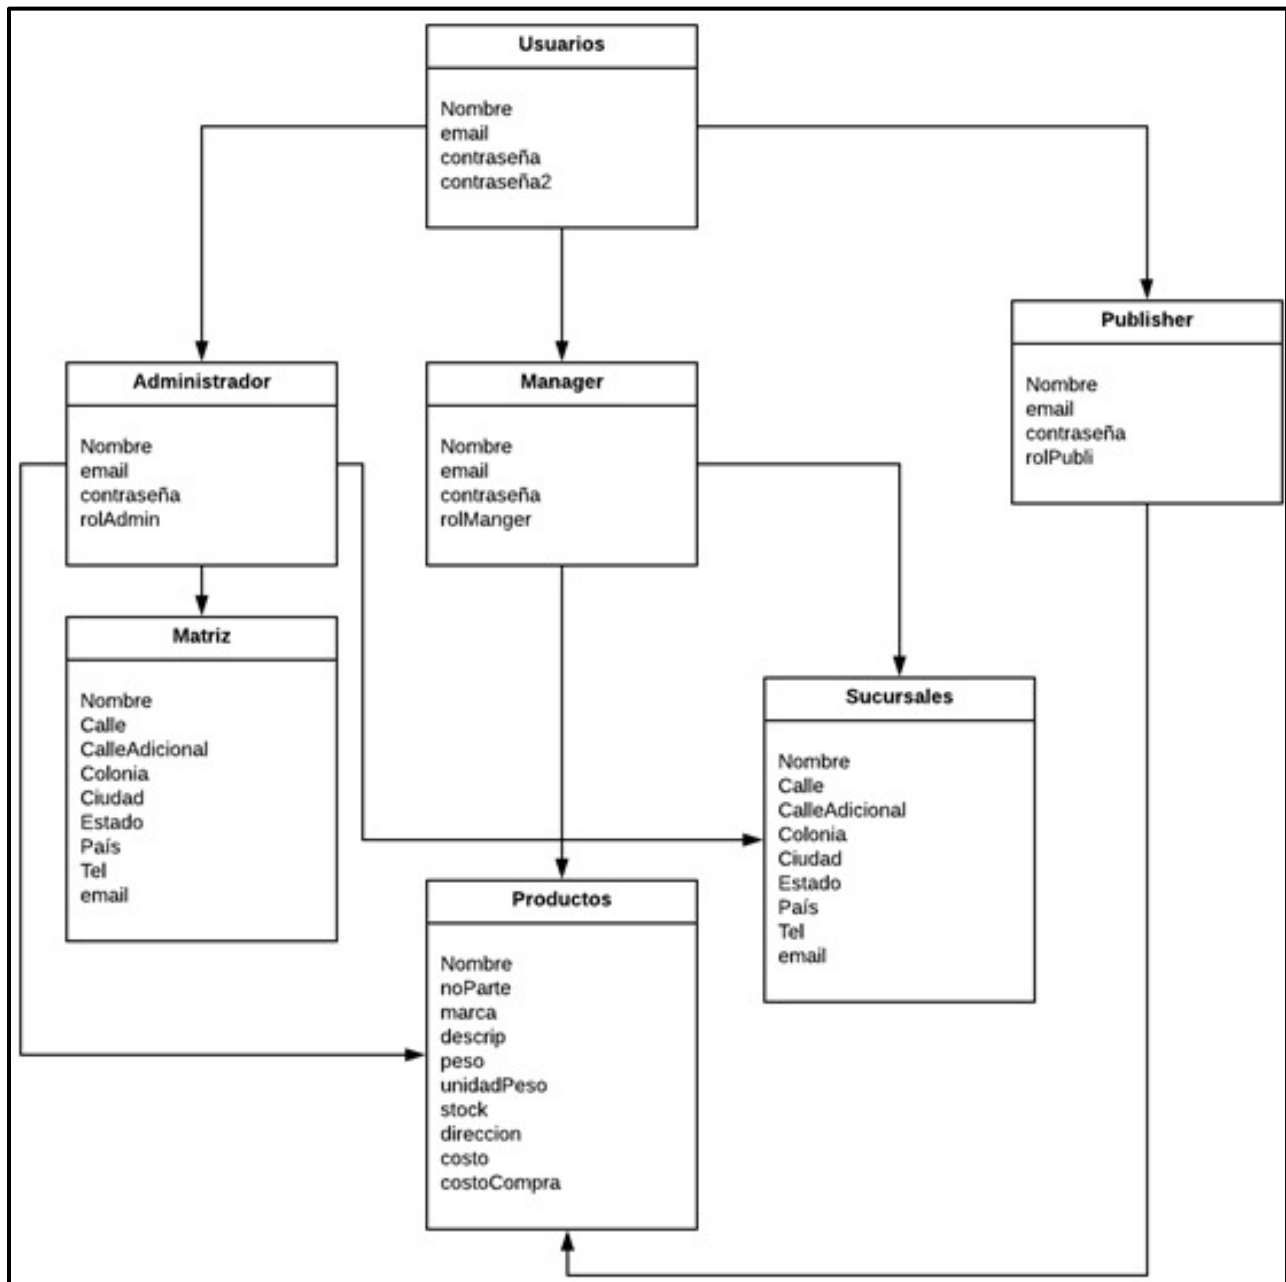 Usuarios
Nombre
email
contraseña
contraseña2
Publisher
Nombre
email
contraseña
rolPubli
Administrador
Nombre
email
contraseña
rolAdmin
Manager
Nombre
email
contraseña
rolManger
Matriz
Nombre
Calle
CalleAdicional
Colonia
Ciudad
Estado
País
Tel
email
Sucursales
Nombre
Calle
CalleAdicional
Colonia
Ciudad
Estado
País
Tel
email
Productos
Nombre
noParte
marca
descrip
peso
unidadPeso
stock
direccion
costo
costoCompra